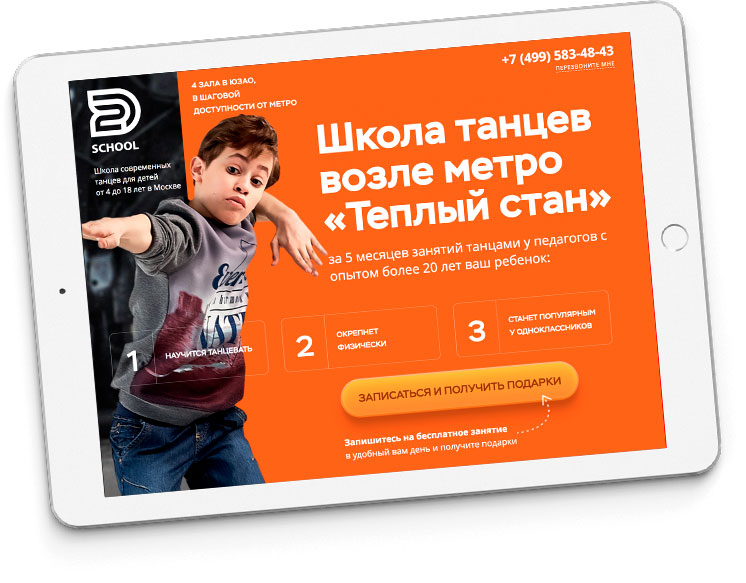 +7 (499) 583-48-43
ПЕРЕЗВОНИТЕ МНЕ
4 ЗАЛА В ЮЗАО,
В ШАГОВОЙ
ДОСТУПНОСТИ ОТ МЕТРО
SCHOOL
Школа современных
танцев для детей
от 4 до 18 лет в Москве
Школа танцев
возле метро
«Теплый стан»
за 5 месяцев занятий танцами у педагогов с
опытом более 20 лет ваш ребенок:
1 НАУЧИТСЯ ТАНЦЕВАТЬ
2 ОКРЕПНЕТ
ФИЗИЧЕСКИ
3 СТАНЕТ ПОПУЛЯРНЫМ
У ОДНОКЛАССНИКОВ
ЗАПИСАТЬСЯ И ПОЛУЧИТЬ ПОДАРКИ
Запишитесь на бесплатное занятие
в удобный вам день и получите подарки